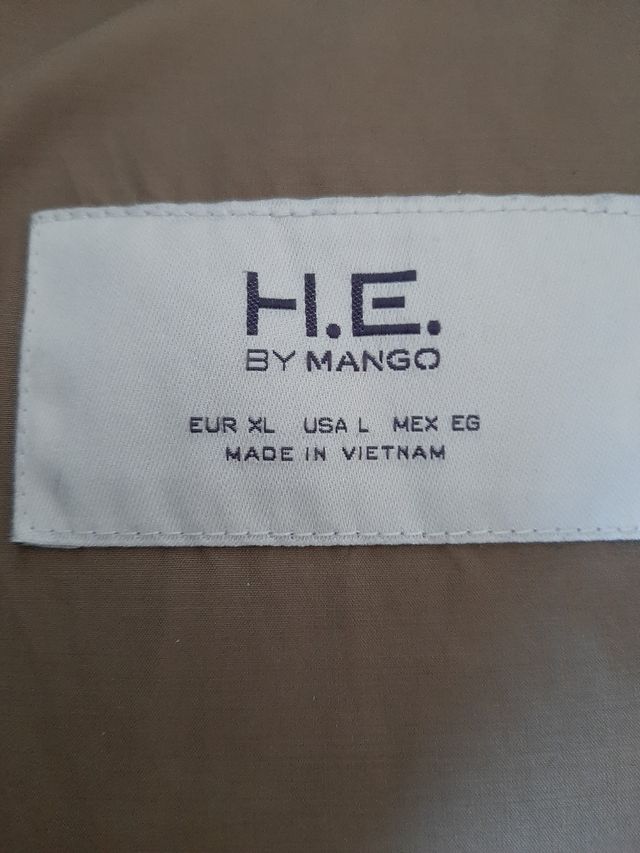 H.E.
BY MANGO
EUR XL USA L MEX EG
MADE IN VIETNAM